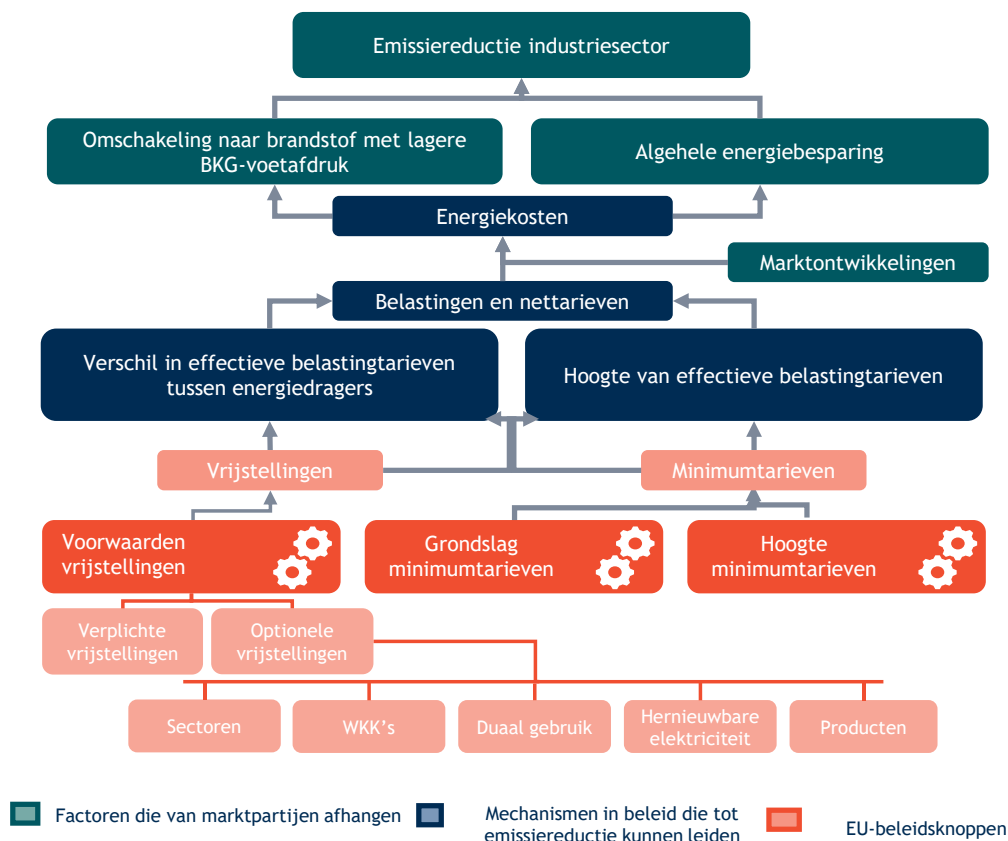 Emissiereductie industriesector
Omschakeling naar brandstof met lagere
BKG-voetafdruk
Algehele energiebesparing
Energiekosten
Marktontwikkelingen
Belastingen en nettarieven
Verschil in effectieve belastingtarieven
tussen energiedragers
Hoogte van effectieve belastingtarieven
Vrijstellingen
Minimumtarieven
Voorwaarden
vrijstellingen
Grondslag
minimumtarieven
Hoogte
minimumtarieven
Verplichte
vrijstellingen
Optionele
vrijstellingen
Sectoren
WKK's
Duaal gebruik
Hernieuwbare
elektriciteit
Producten
Factoren die van marktpartijen afhangen
Mechanismen in beleid die tot
emissiereductie kunnen leiden
EU-beleidsknoppen